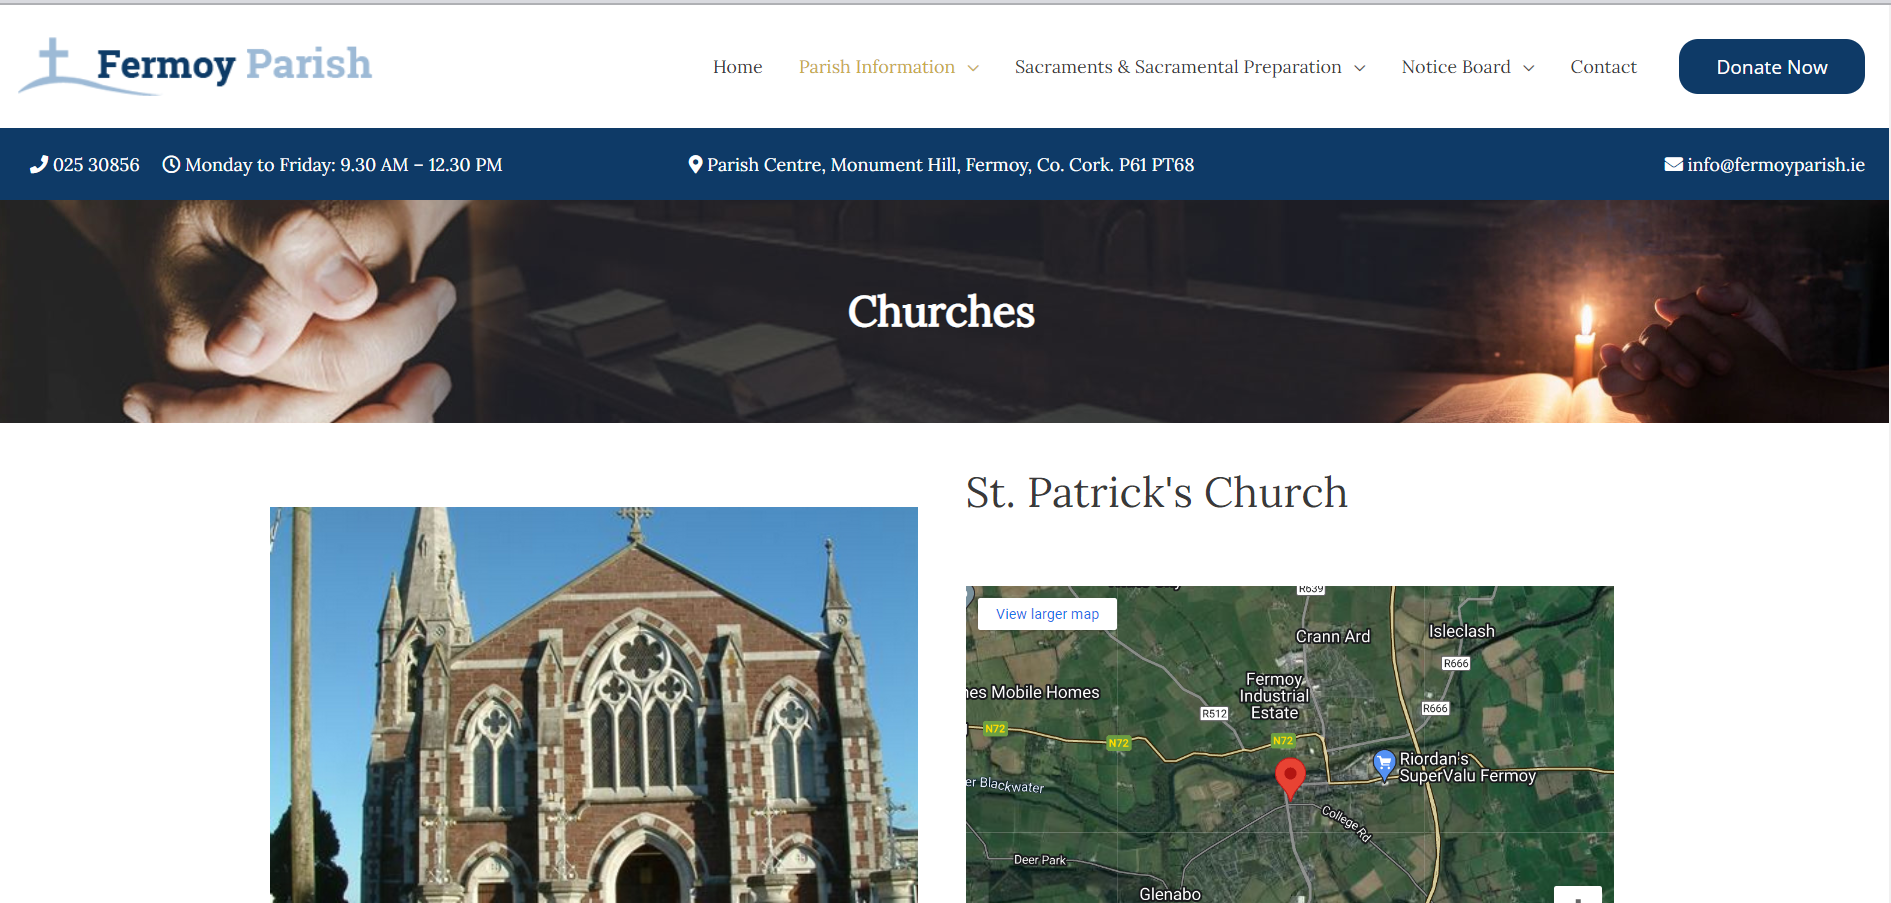 Fermoy Parish
Home
Parish Information
Sacraments & Sacramental Preparation
Notice Board
Contact
Donate Now
025 30856
Monday to Friday: 9.30 AM – 12.30 PM
Parish Centre, Monument Hill, Fermoy, Co. Cork. P61 PT68
info@fermoyparish.ie
Churches
St. Patrick's Church
View larger map
R639
Crann Ard
Isleclash
R666
Fermoy
Industrial
Estate
es Mobile Homes
R512
R666
N72
N72
N72
Riordan's
SuperValu Fermoy
er Blackwater
College Rd
Deer Park
Glenabo